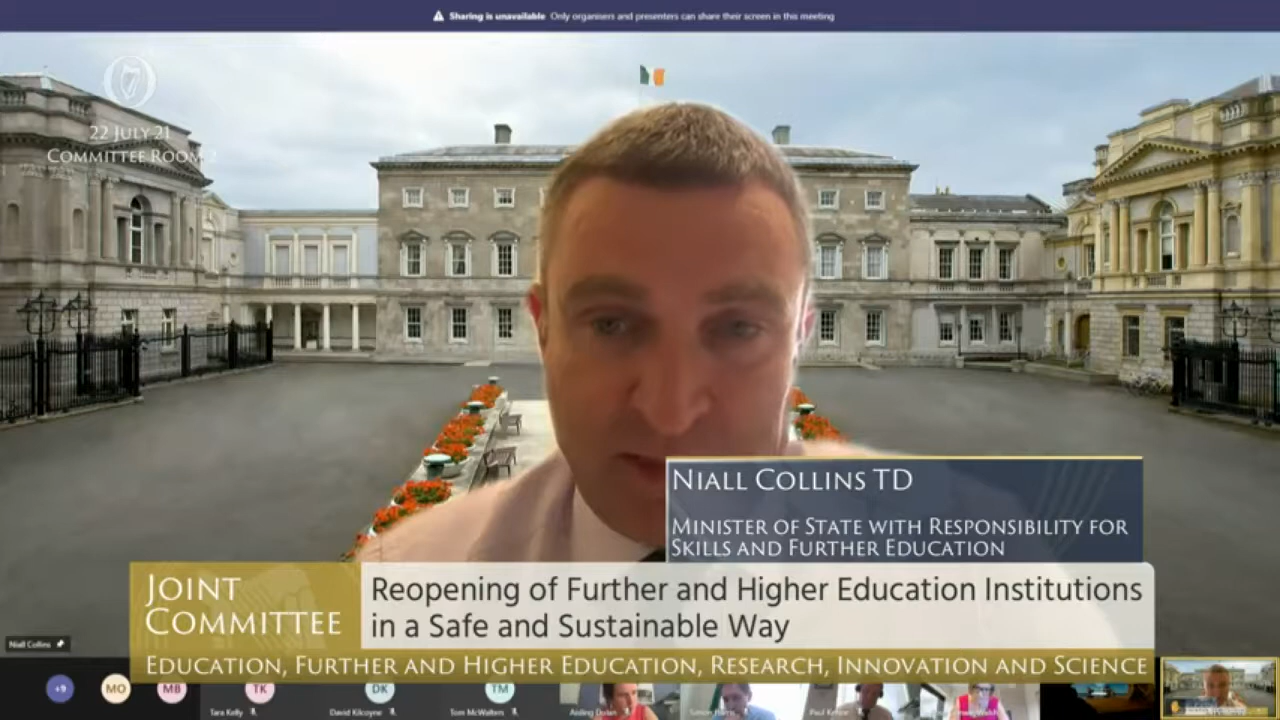 Sharing is unavailable Only organisers and presenters can share their screen in this meeting
22 July 21
Committee Room 2
Niall Collins TD
Minister of State with Responsibility for
Skills and Further Education
Joint
Committee
Reopening of Further and Higher Education Institutions
in a Safe and Sustainable Way
Education, Further and Higher Education, Research, Innovation and Science
Niall Collins
+9
MO
MB
TK
DK
TM
Tara Kelly
David Kilcoyne
Tom McWalters
Aisling Dolan
Simon Harris
Paul Kehoe